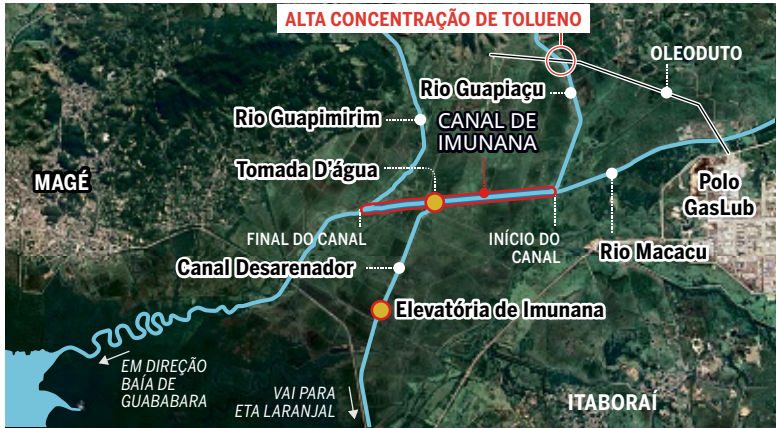 ALTA CONCENTRAÇÃO DE TOLUENO
OLEODUTO
Rio Guapiaçu
Rio Guapimirim
CANAL DE
IMUNANA
Tomada D'água
MAGÉ
Polo
GasLub
FINAL DO CANAL
INÍCIO DO
CANAL
Rio Macacu
Canal Desarenador
Elevatória de Imunana
EM DIREÇÃO
BAÍA DE
GUABABARA
VAI PARA
ETA LARANJAL
ITABORAÍ